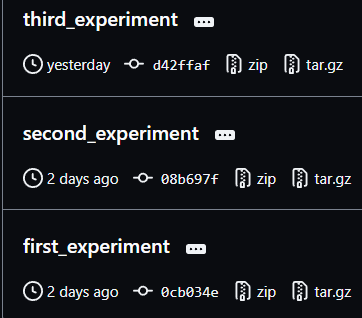 third_experiment
yesterday d42ffaf zip tar.gz
second_experiment
2 days ago 08b697f zip tar.gz
first_experiment
2 days ago 0cb034e zip tar.gz